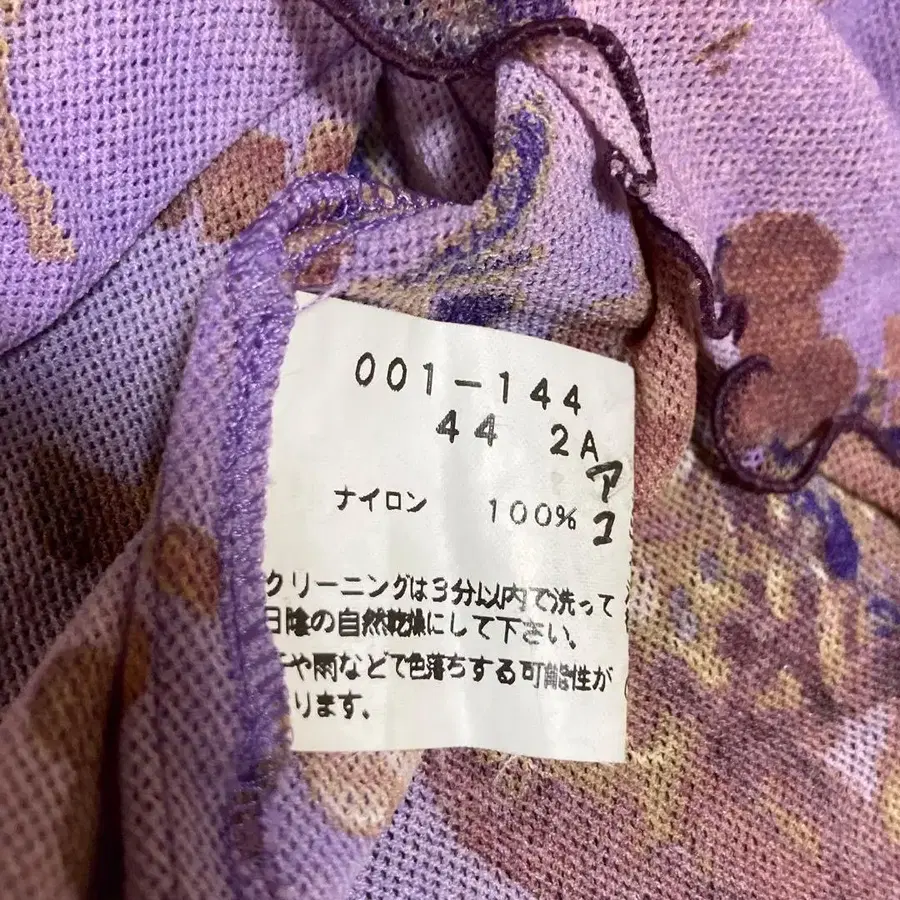 001-144
44 2A
ナイロン 100%
クリーニングは3分以内で洗って
日陰の自然乾燥にして下さい。
や雨などで色落ちする可能性が
ります。